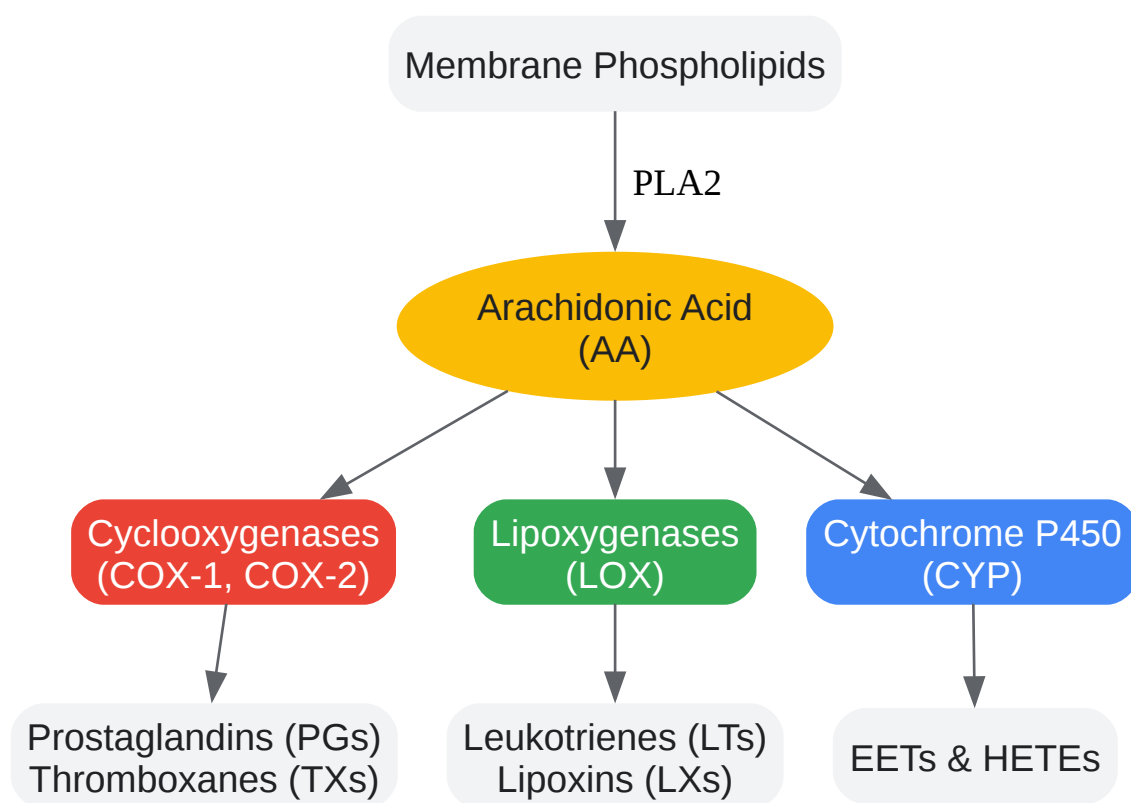 Membrane Phospholipids
PLA2
Arachidonic Acid
(AA)
Cyclooxygenases
(COX-1, COX-2)
Lipoxygenases
(LOX)
Cytochrome P450
(CYP)
Prostaglandins (PGs)
Thromboxanes (TXs)
Leukotrienes (LTs)
Lipoxins (LXs)
EETs & HETEs